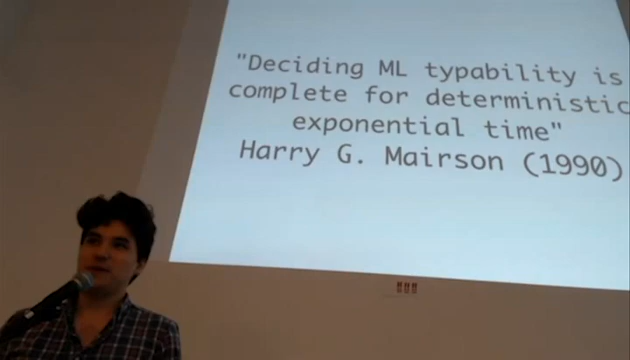 "Deciding ML typability is
complete for deterministic
exponential time"
Harry G. Mairson (1990)